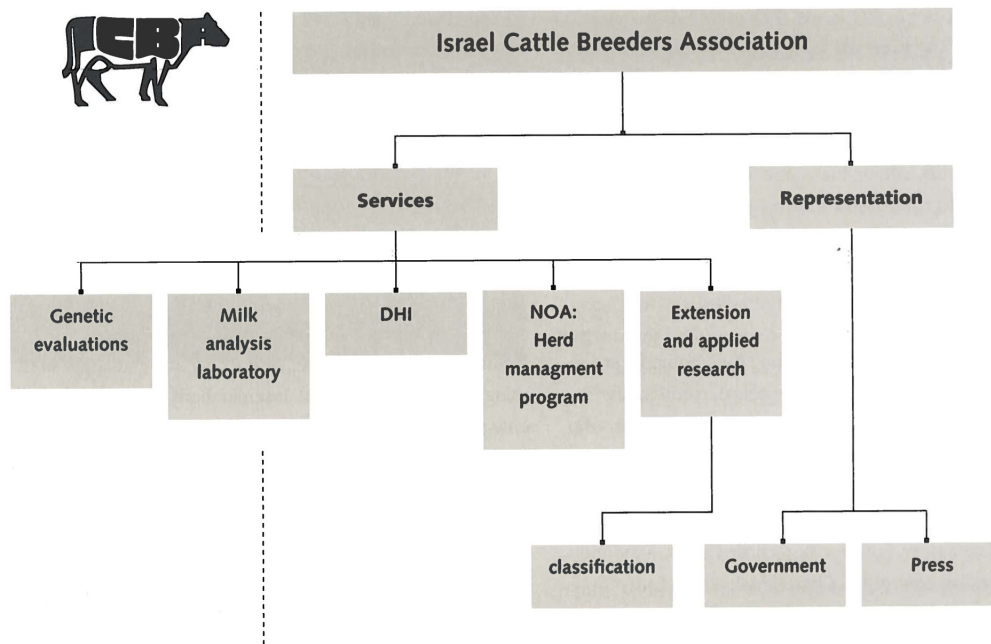 ICBA
Israel Cattle Breeders Association
Services
Representation
Genetic
evaluations
Milk
analysis
laboratory
DHI
NOA:
Herd
managment
program
Extension
and applied
research
classification
Government
Press